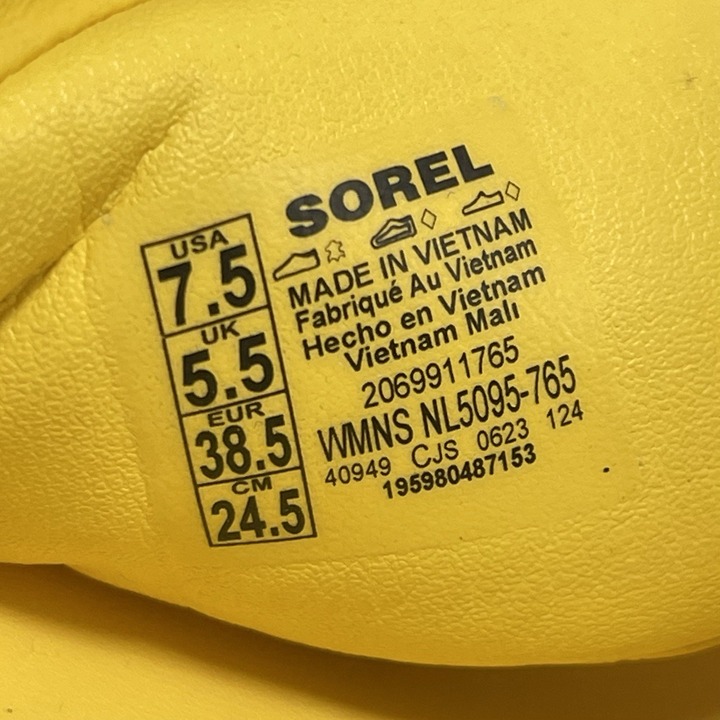 SOREL
USA
7.5
UK
5.5
EUR
38.5
CM
24.5
MADE IN VIETNAM
Fabriqué Au Vietnam
Hecho en Vietnam
Vietnam Malı
2069911765
WMNS NL5095-765
40949 CJS 0623 124
195980487153